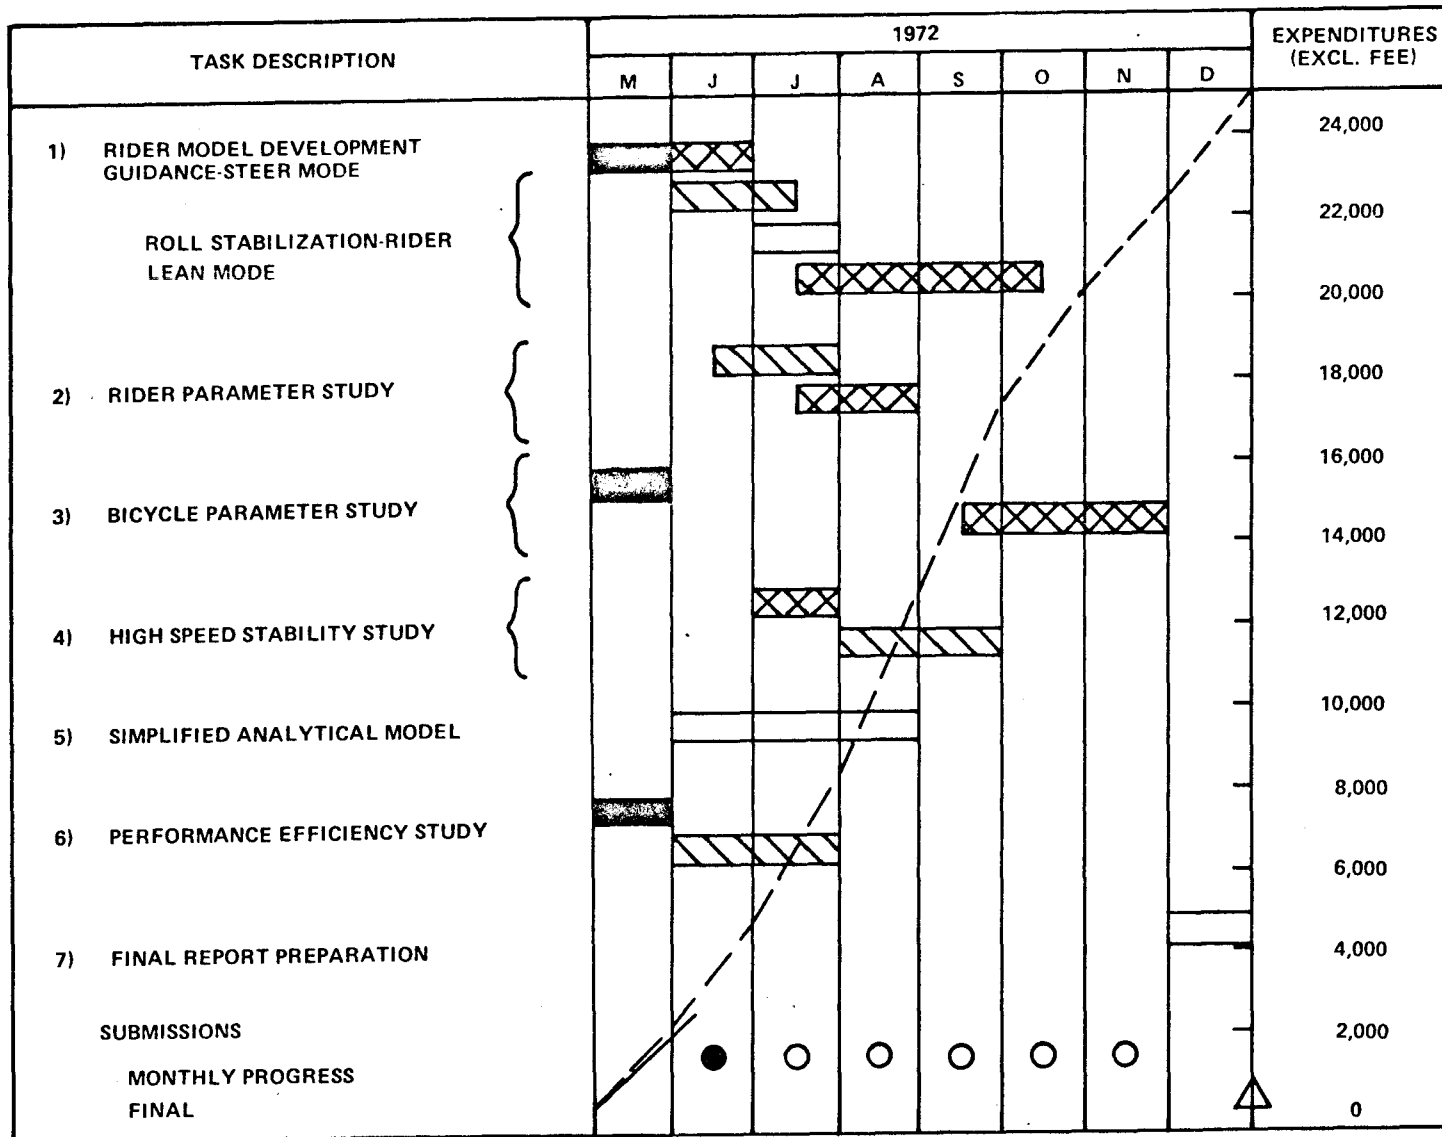 TASK DESCRIPTION
1972
EXPENDITURES
(EXCL. FEE)
M J J A S O N D
1) RIDER MODEL DEVELOPMENT
GUIDANCE-STEER MODE
ROLL STABILIZATION-RIDER
LEAN MODE
2) RIDER PARAMETER STUDY
3) BICYCLE PARAMETER STUDY
4) HIGH SPEED STABILITY STUDY
5) SIMPLIFIED ANALYTICAL MODEL
6) PERFORMANCE EFFICIENCY STUDY
7) FINAL REPORT PREPARATION
SUBMISSIONS
MONTHLY PROGRESS
FINAL
24,000
22,000
20,000
18,000
16,000
14,000
12,000
10,000
8,000
6,000
4,000
2,000
0